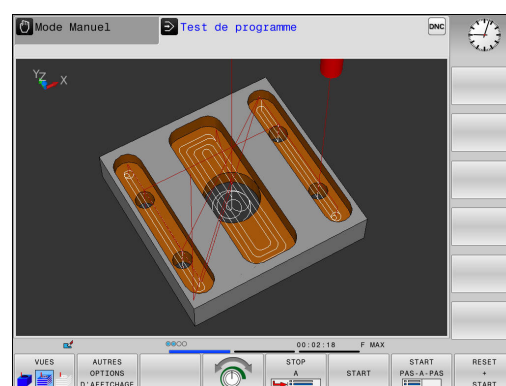 Mode Manuel
Test de programme
DNC
YZ X
00:02:18 F MAX
VUES
AUTRES
OPTIONS
D'AFFICHAGE
STOP
A
START
START
PAS-A-PAS
RESET
+
START